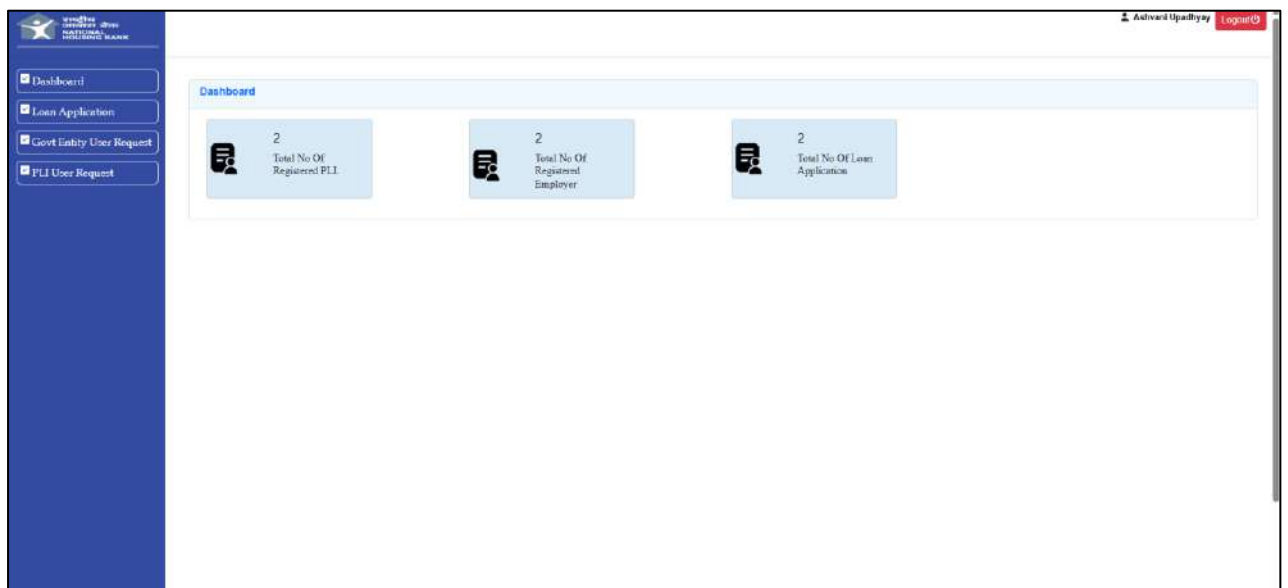 राष्ट्रीय
आवास बैंक
NATIONAL
HOUSING BANK
Ashvani Upadhyay
Logout
Dashboard
Loan Application
Govt Entity User Request
PLI User Request
Dashboard
2
Total No Of
Registered PLI
2
Total No Of
Registered
Employer
2
Total No Of Loan
Application